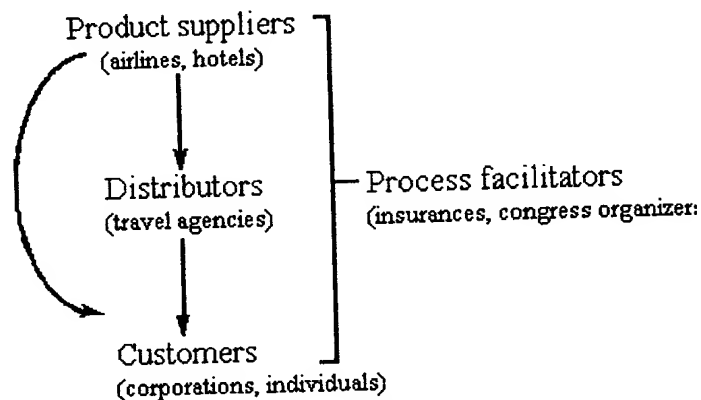 Product suppliers
(airlines, hotels)
Distributors
(travel agencies)
Process facilitators
(insurances, congress organizer
Customers
(corporations, individuals)